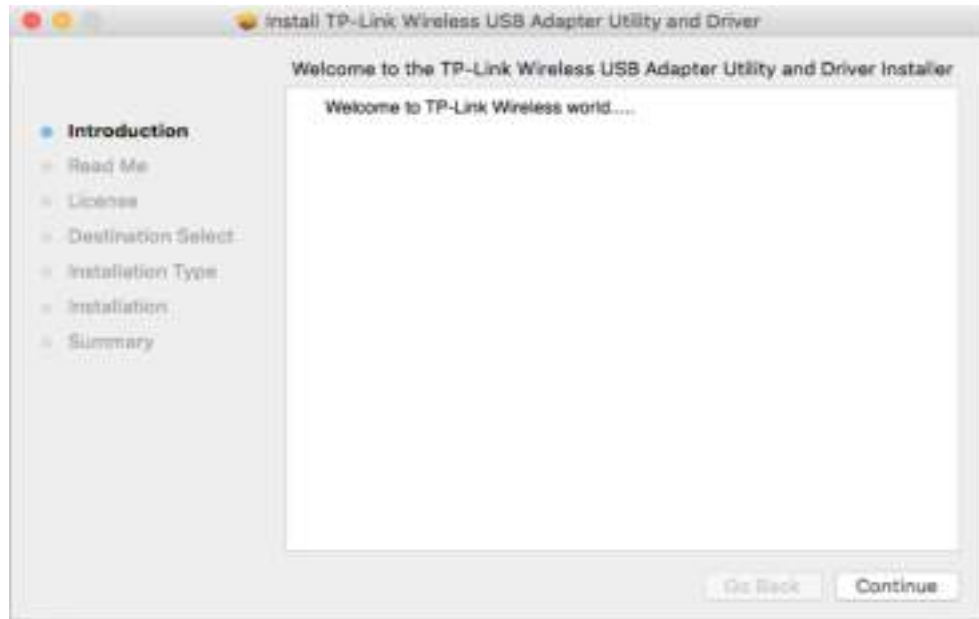 Install TP-Link Wireless USB Adapter Utility and Driver
Welcome to the TP-Link Wireless USB Adapter Utility and Driver Installer
Welcome to TP-Link Wireless world.....
Introduction
Read Me
License
Destination Select
Installation Type
Installation
Summary
Go Back
Continue